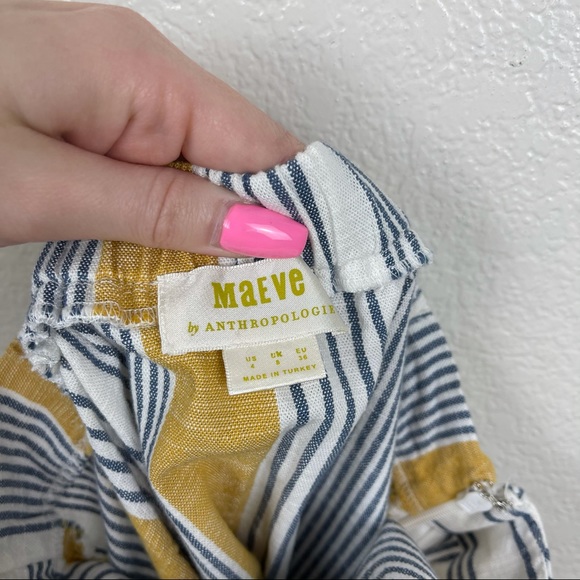 MAEVE
by ANTHROPOLOGIE
US UK EU
4 8 36
MADE IN TURKEY